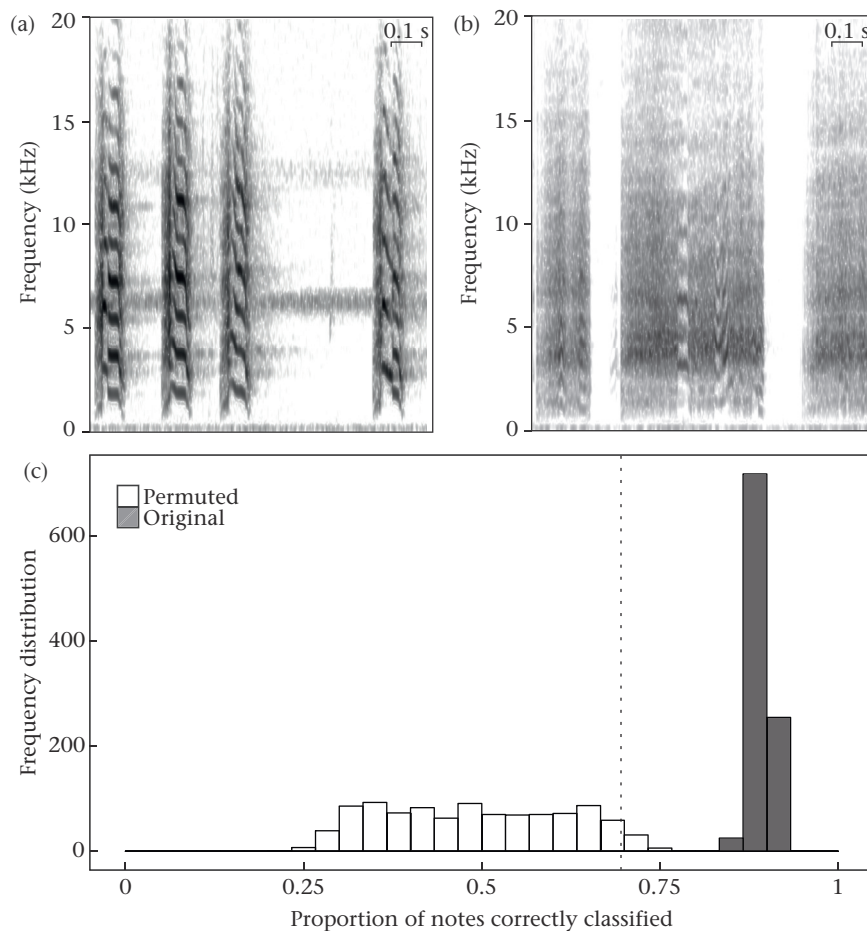 (a)
20
15
10
5
0
Frequency (kHz)
0.1 s
(b)
20
15
10
5
0
Frequency (kHz)
0.1 s
(c)
Permuted
Original
600
400
200
0
Frequency distribution
0
0.25
0.5
0.75
1
Proportion of notes correctly classified